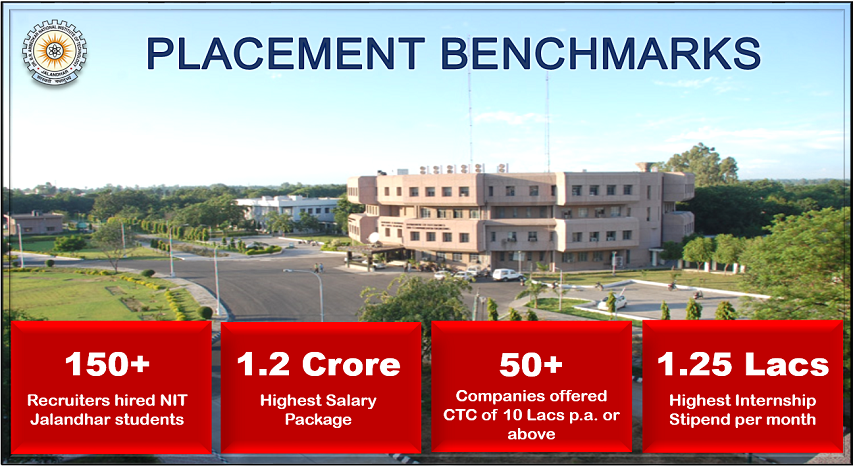 PLACEMENT BENCHMARKS
JALANDHAR
150+
Recruiters hired NIT
Jalandhar students
1.2 Crore
Highest Salary
Package
50+
Companies offered
CTC of 10 Lacs p.a. or
above
1.25 Lacs
Highest Internship
Stipend per month